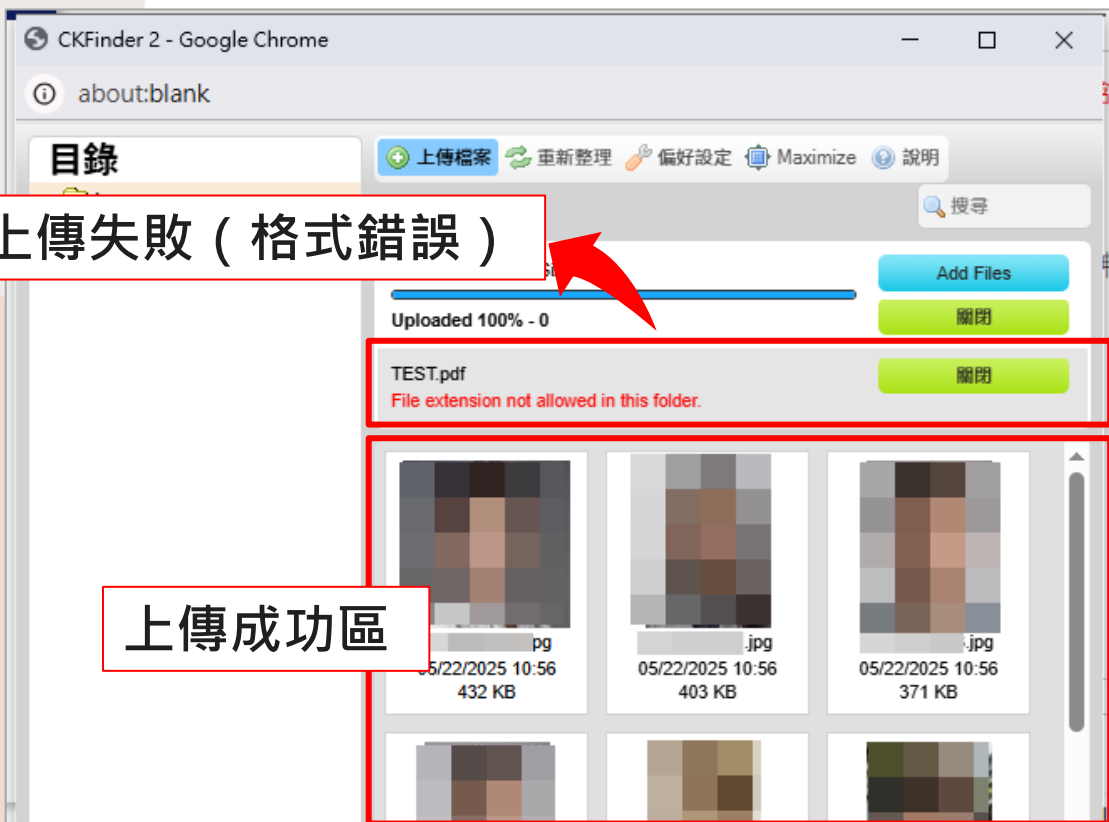 CKFinder 2 - Google Chrome
about:blank
目錄
上傳檔案 重新整理 偏好設定 Maximize 說明
搜尋
上傳失敗（格式錯誤）
Add Files
Uploaded 100% - 0
關閉
TEST.pdf
關閉
File extension not allowed in this folder.
上傳成功區
pg
05/22/2025 10:56
432 KB
.jpg
05/22/2025 10:56
403 KB
.jpg
05/22/2025 10:56
371 KB